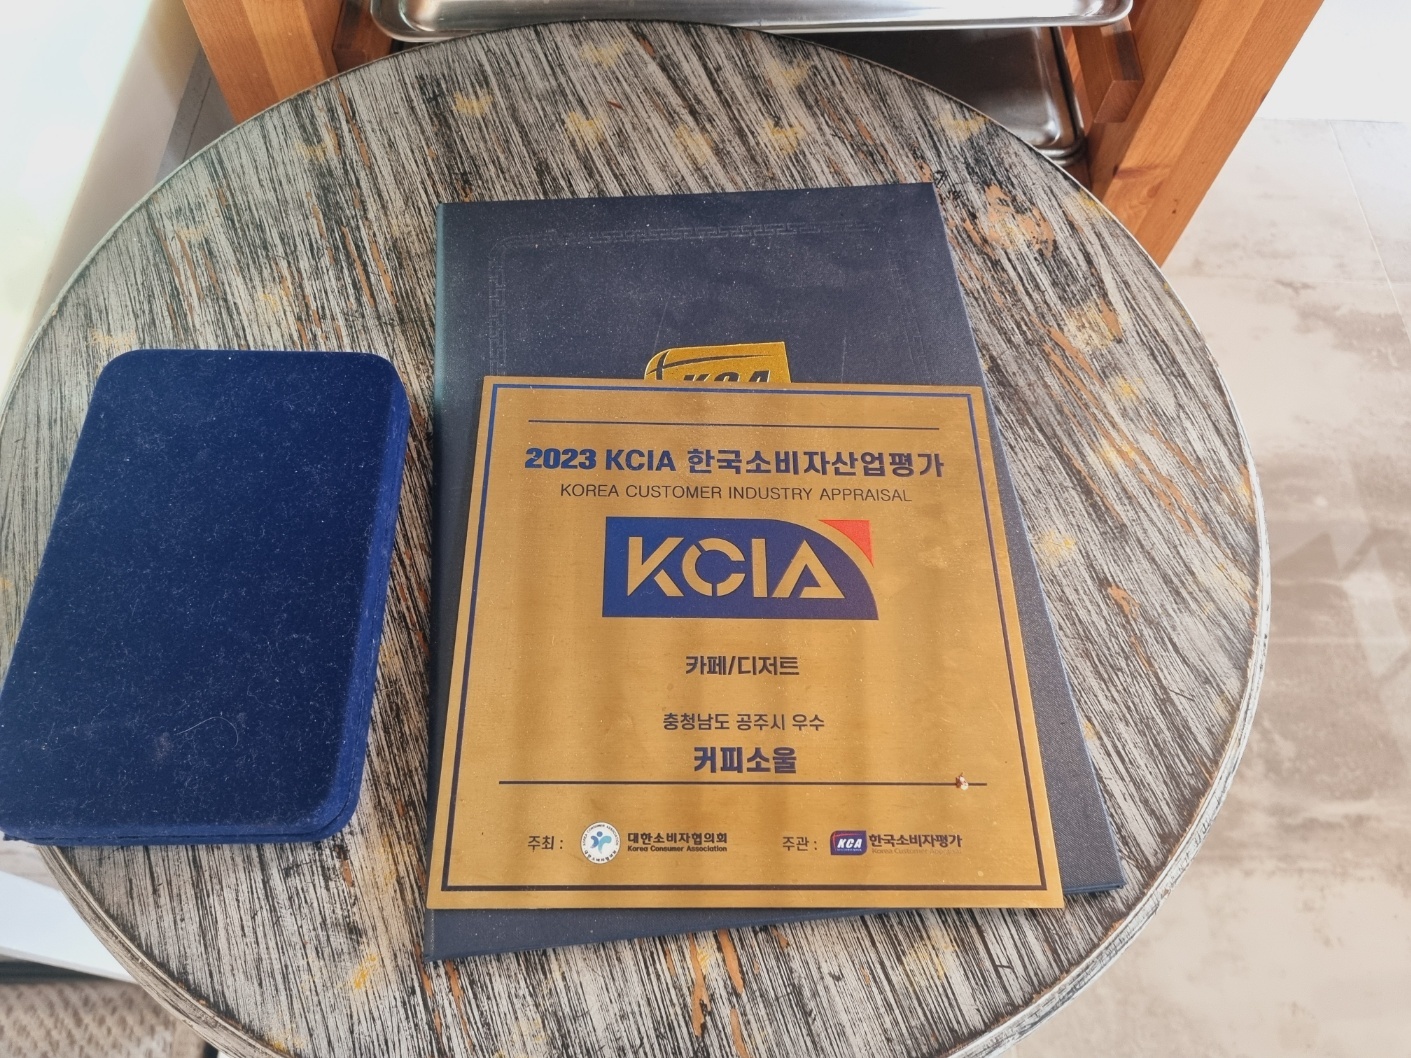 KCA
2023 KCIA 한국소비자산업평가
KOREA CUSTOMER INDUSTRY APPRAISAL
KCIA
카페/디저트
충청남도 공주시 우수
커피소울
주최 : 대한소비자협의회
Korea Consumer Association
주관 : KCA 한국소비자평가
Korea Customer